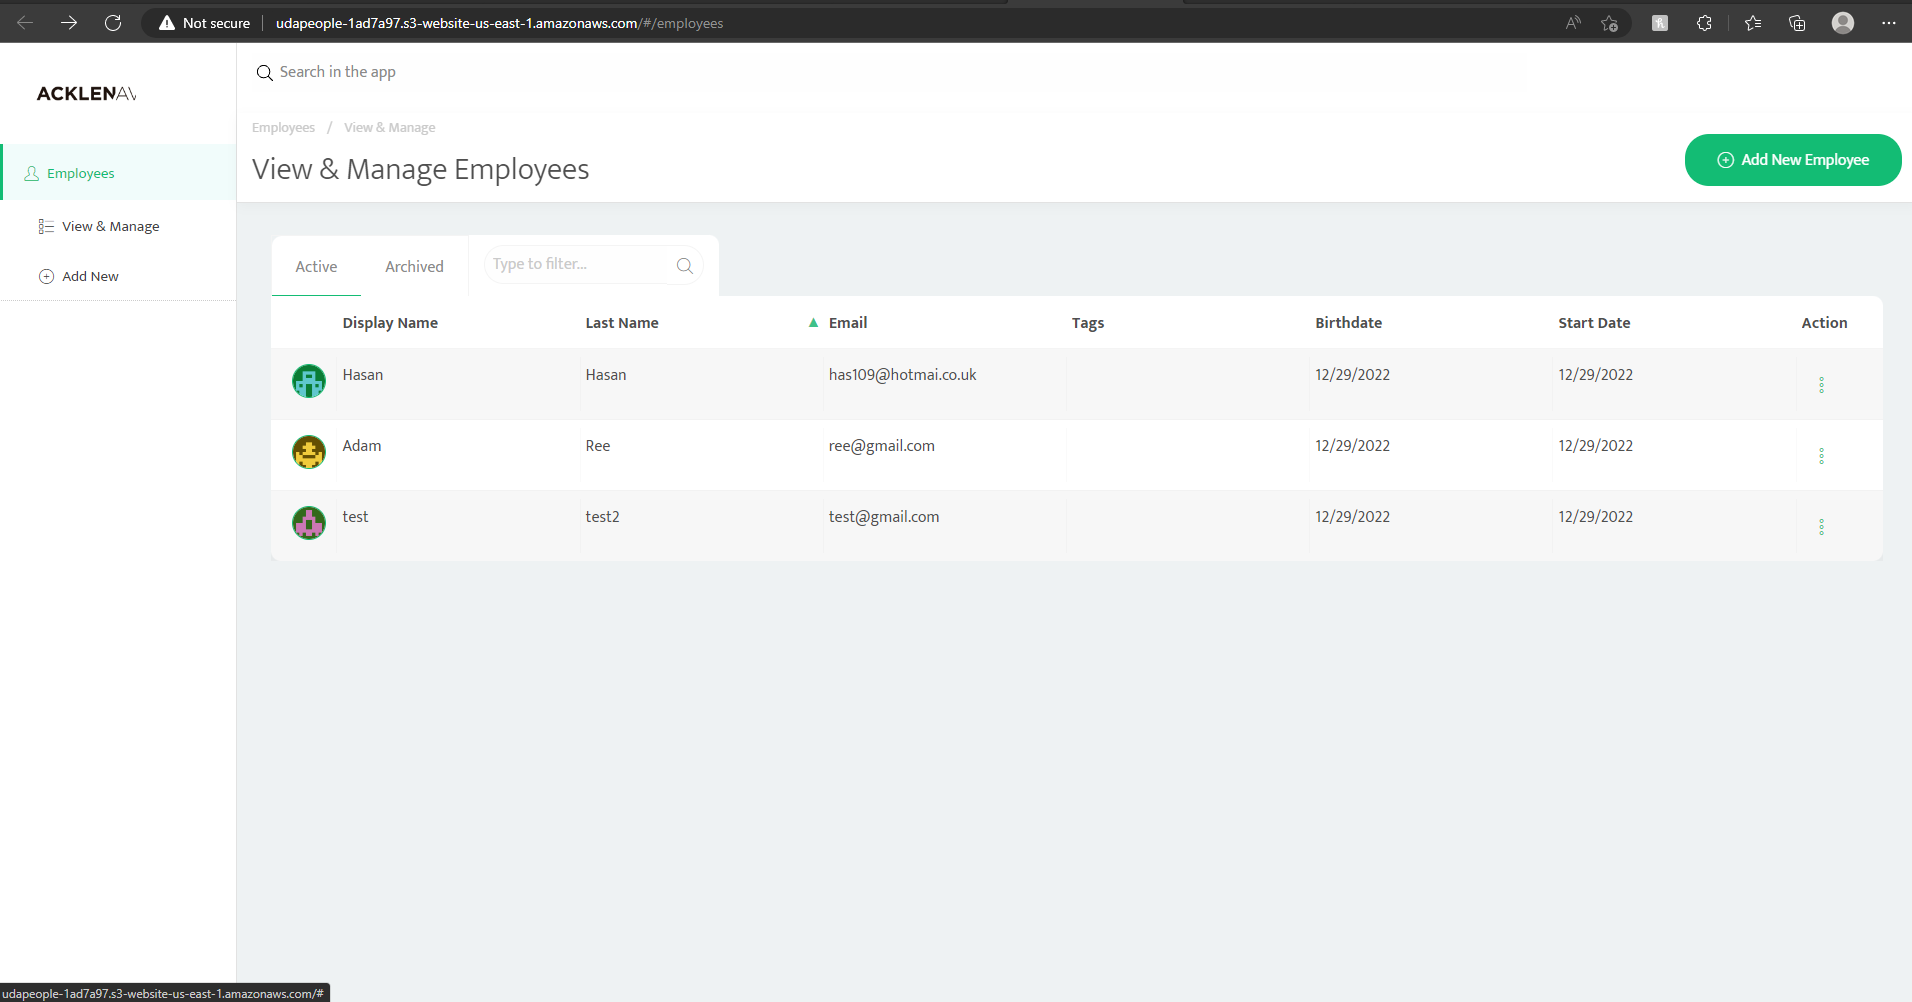 Not secure udapeople-1ad7a97.s3-website-us-east-1.amazonaws.com/#/employees
ACKLENAV
Search in the app
Employees / View & Manage
View & Manage Employees
Add New Employee
Employees
View & Manage
Add New
Active Archived Type to filter...
Display Name Last Name ▲ Email Tags Birthdate Start Date Action
Hasan Hasan has109@hotmai.co.uk 12/29/2022 12/29/2022
Adam Ree ree@gmail.com 12/29/2022 12/29/2022
test test2 test@gmail.com 12/29/2022 12/29/2022
udapeople-1ad7a97.s3-website-us-east-1.amazonaws.com/#